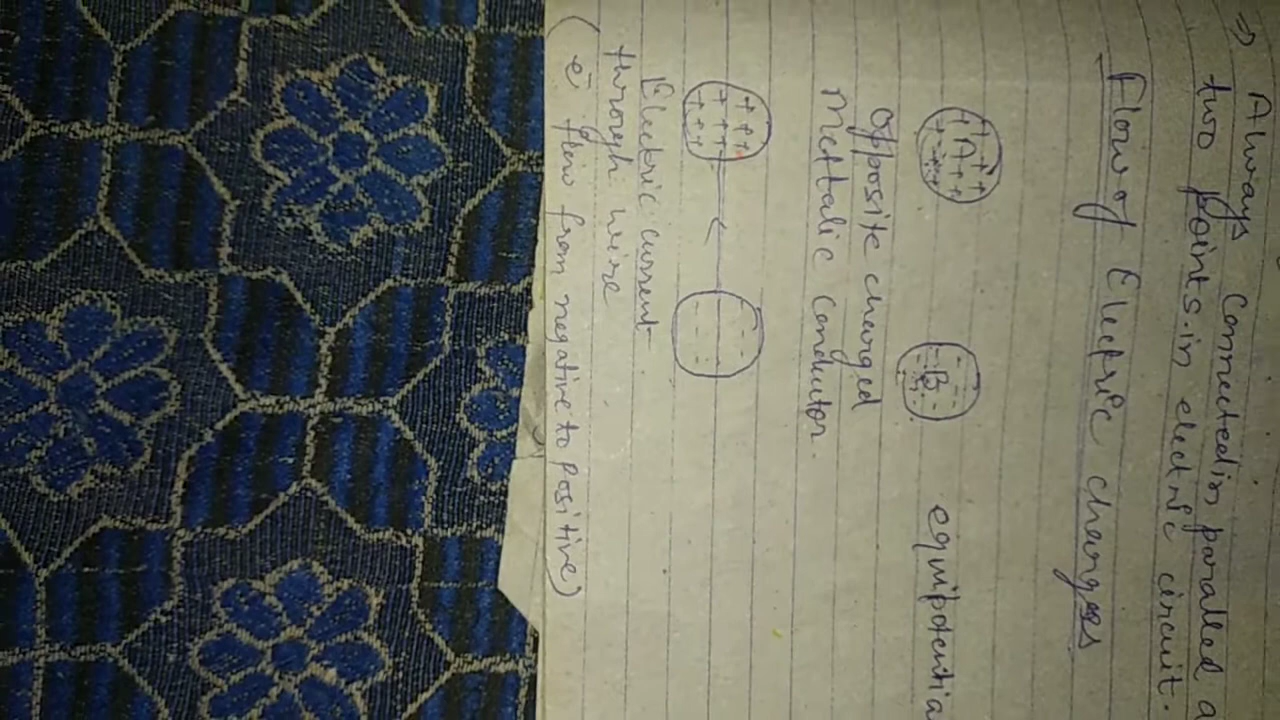 ⇒ Always Connected in parallel a
two points in electric circuit.
Flow of Electric charges
+ + A + + + +
- - B - -
equipotentia
Opposite charged
Mettalic Conductor.
+ + + + + + + + +
- - - - - -
Electric current
through wire
(e⁻ flow from negative to positive)